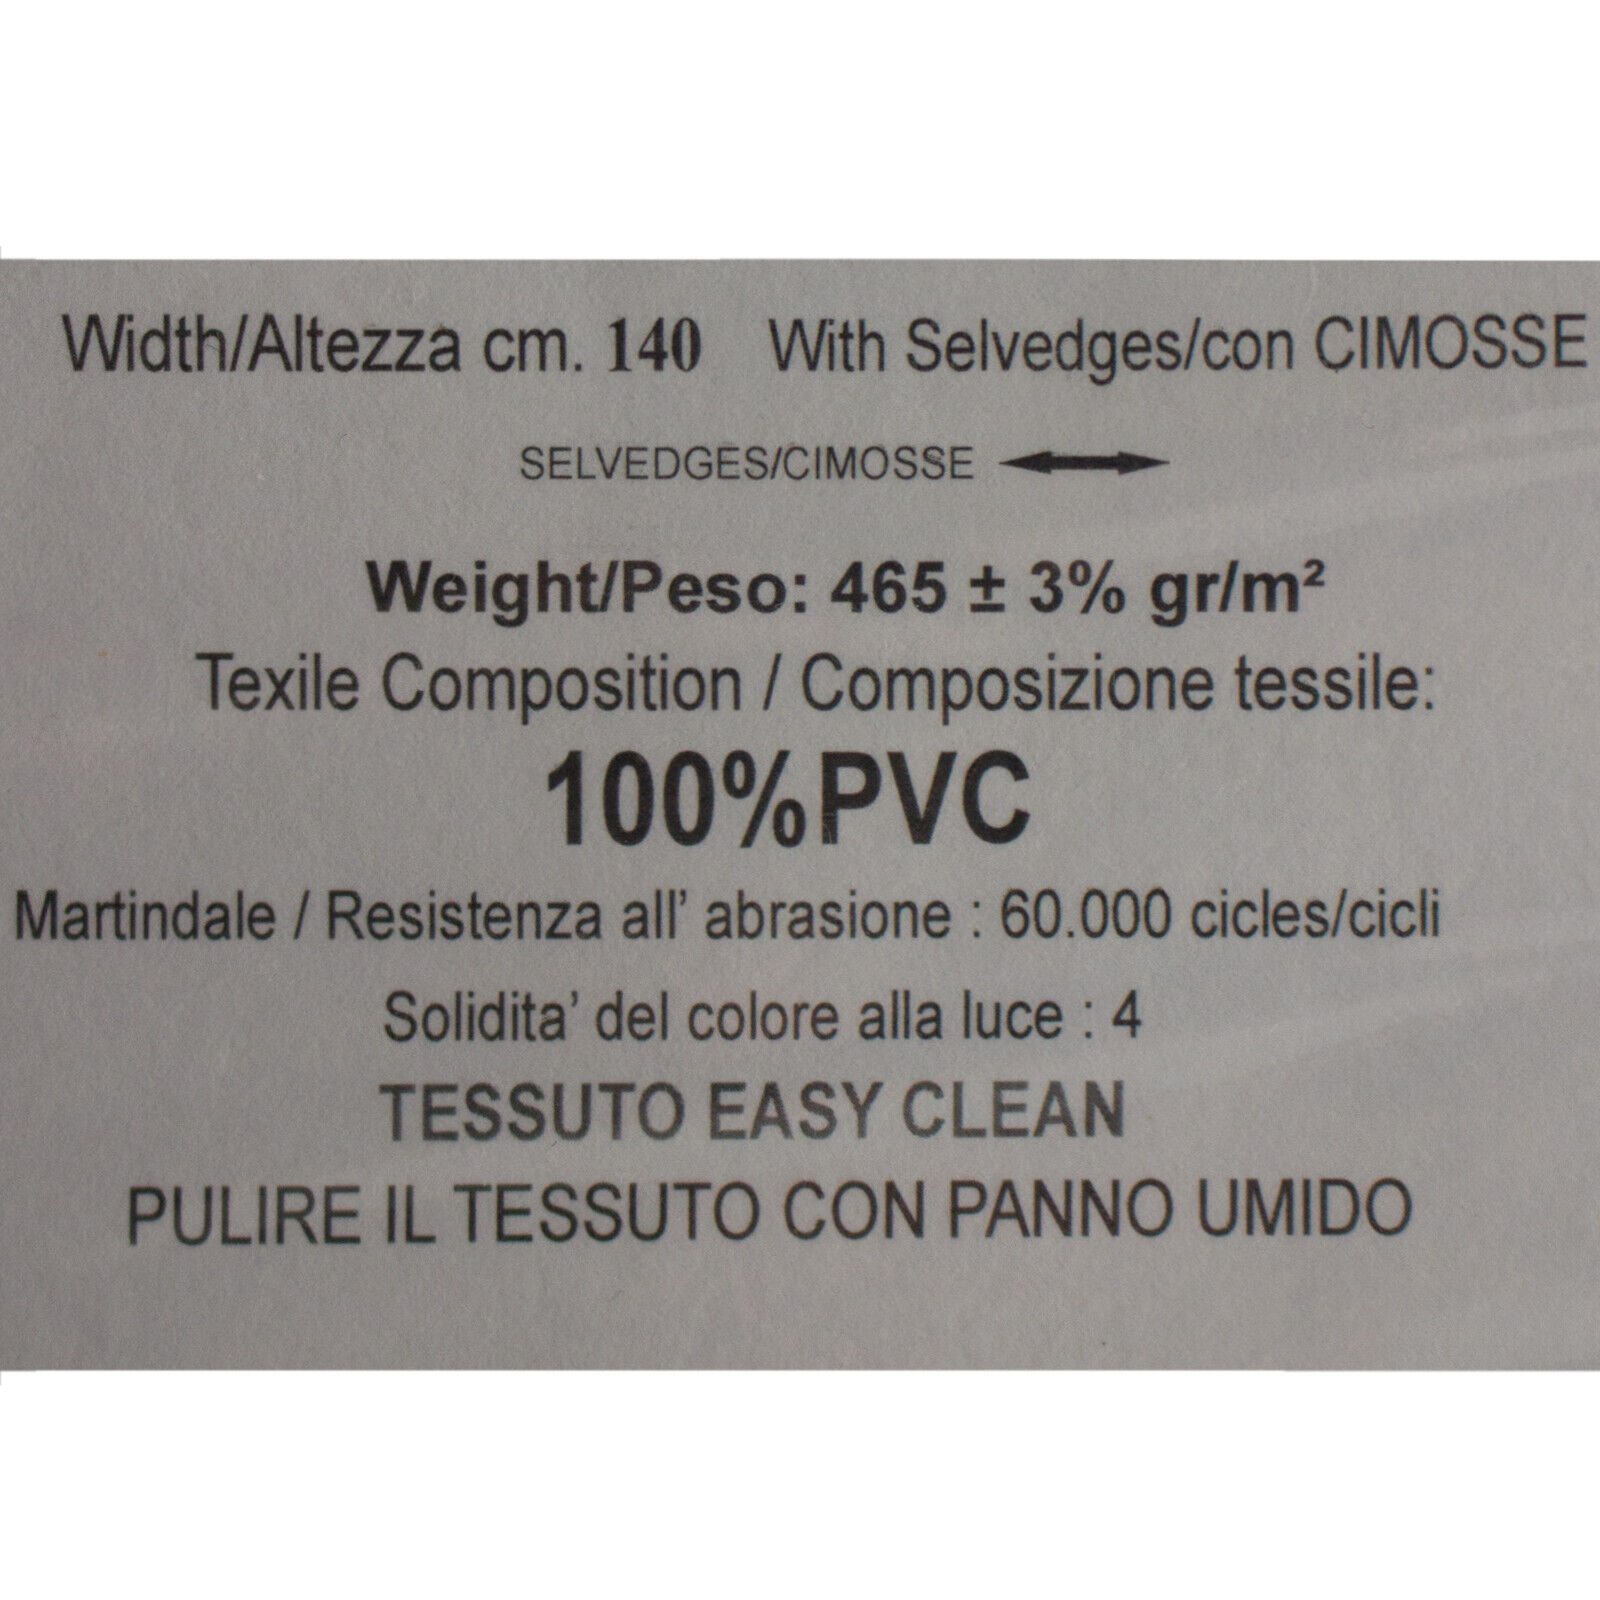 Width/Altezza cm. 140 With Selvedges/con CIMOSSE
SELVEDGES/CIMOSSE
Weight/Peso: 465 ± 3% gr/m²
Texile Composition / Composizione tessile:
100%PVC
Martindale / Resistenza all' abrasione : 60.000 cicles/cicli
Solidita' del colore alla luce : 4
TESSUTO EASY CLEAN
PULIRE IL TESSUTO CON PANNO UMIDO